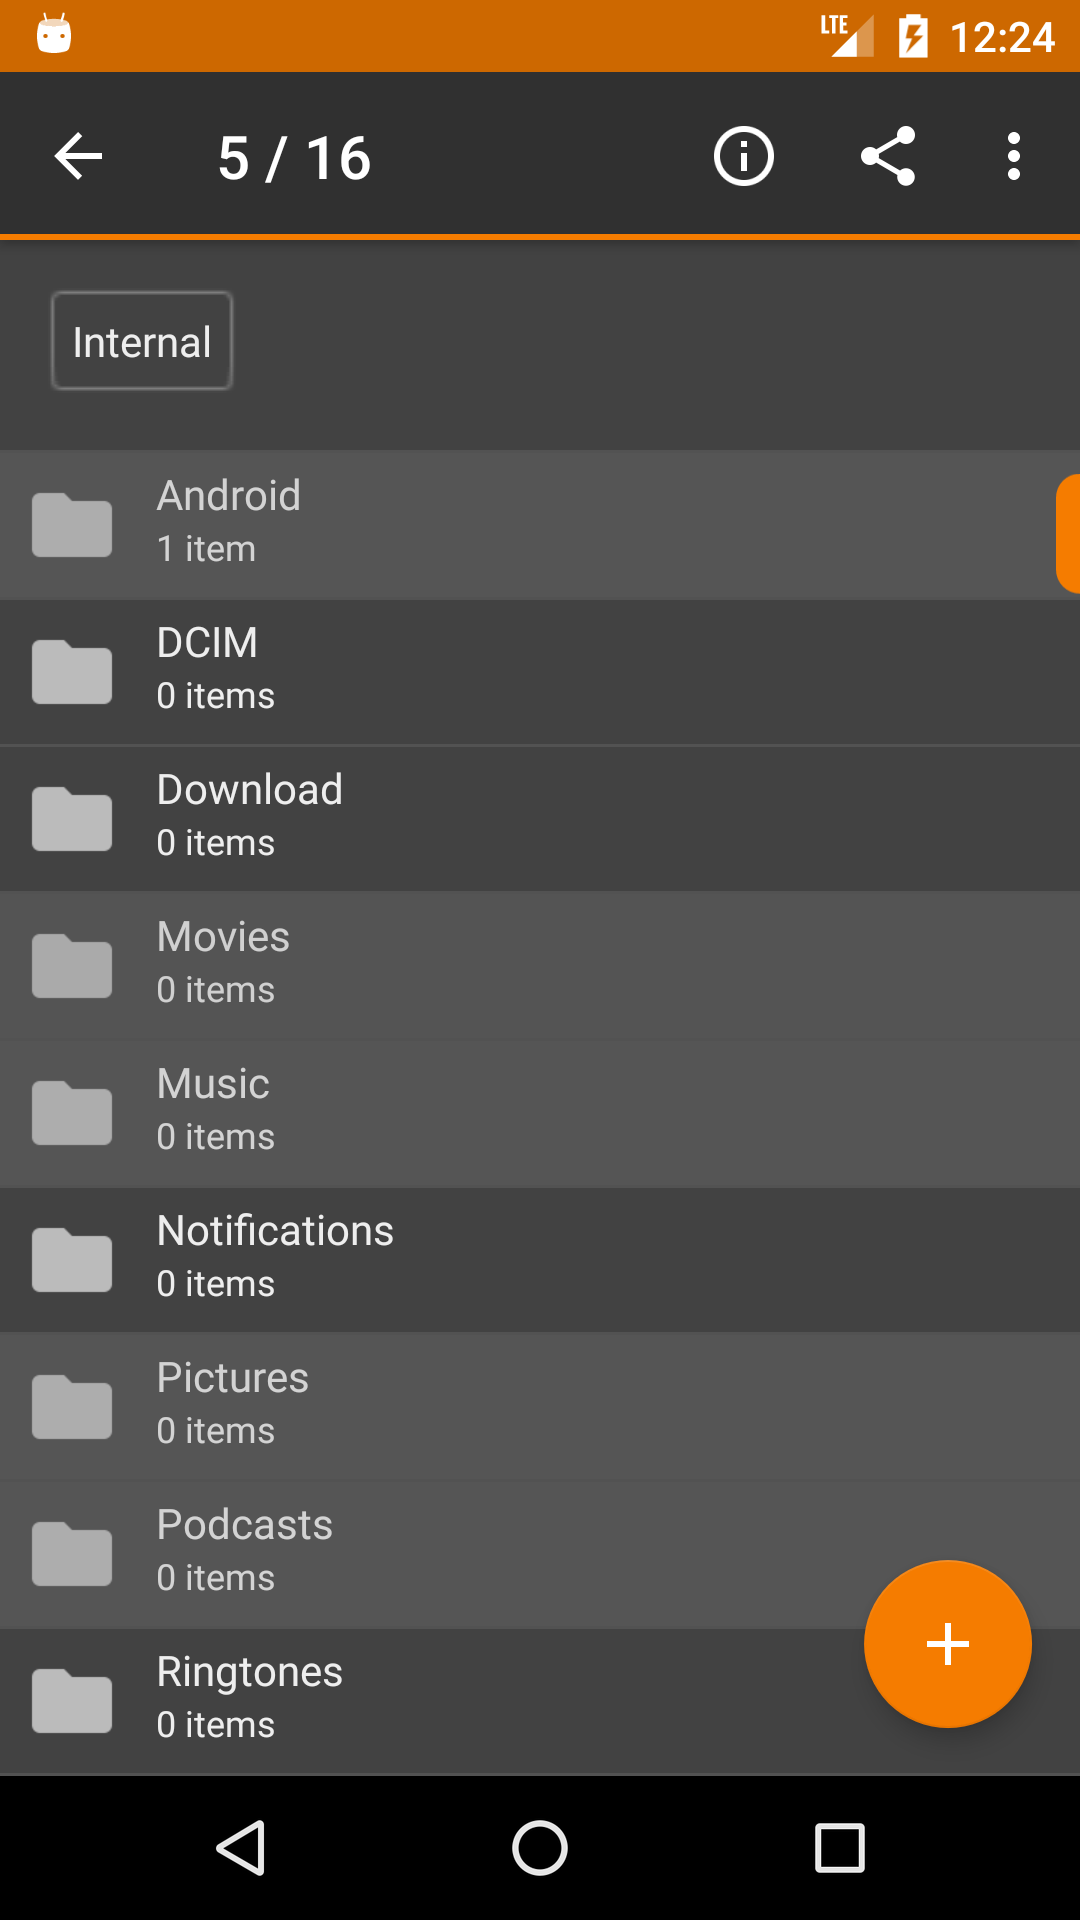 LTE 12:24
5 / 16
Internal
Android
1 item
DCIM
0 items
Download
0 items
Movies
0 items
Music
0 items
Notifications
0 items
Pictures
0 items
Podcasts
0 items
Ringtones
0 items